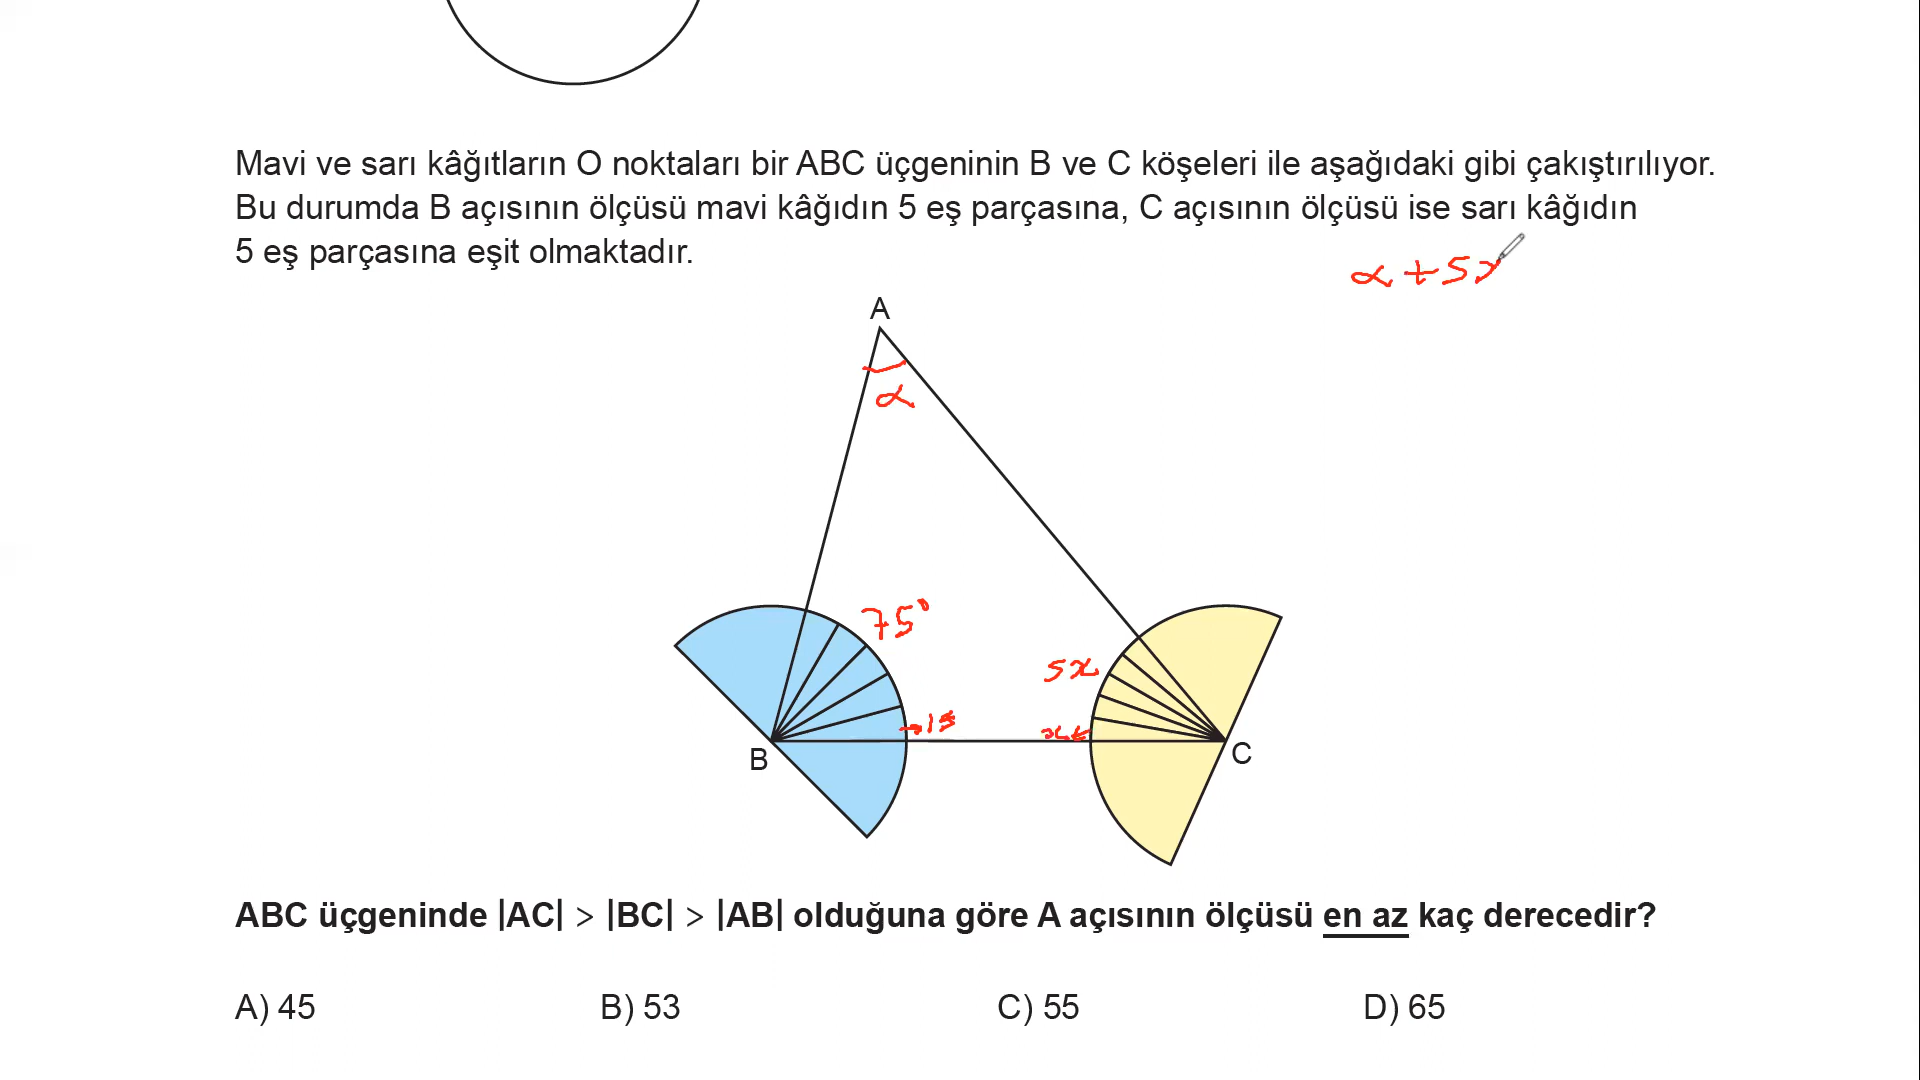 Mavi ve sarı kâğıtların O noktaları bir ABC üçgeninin B ve C köşeleri ile aşağıdaki gibi çakıştırılıyor.
Bu durumda B açısının ölçüsü mavi kâğıdın 5 eş parçasına, C açısının ölçüsü ise sarı kâğıdın
5 eş parçasına eşit olmaktadır.
α + 5x
A
α
75°
5x
15
x
B
C
ABC üçgeninde |AC| > |BC| > |AB| olduğuna göre A açısının ölçüsü en az kaç derecedir?
A) 45 B) 53 C) 55 D) 65